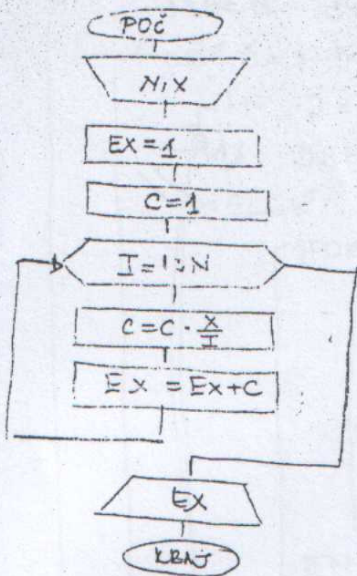 POČ
N, X
EX = 1
C = 1
I = 1, N
C = C · X/I
EX = EX + C
EX
KRAJ